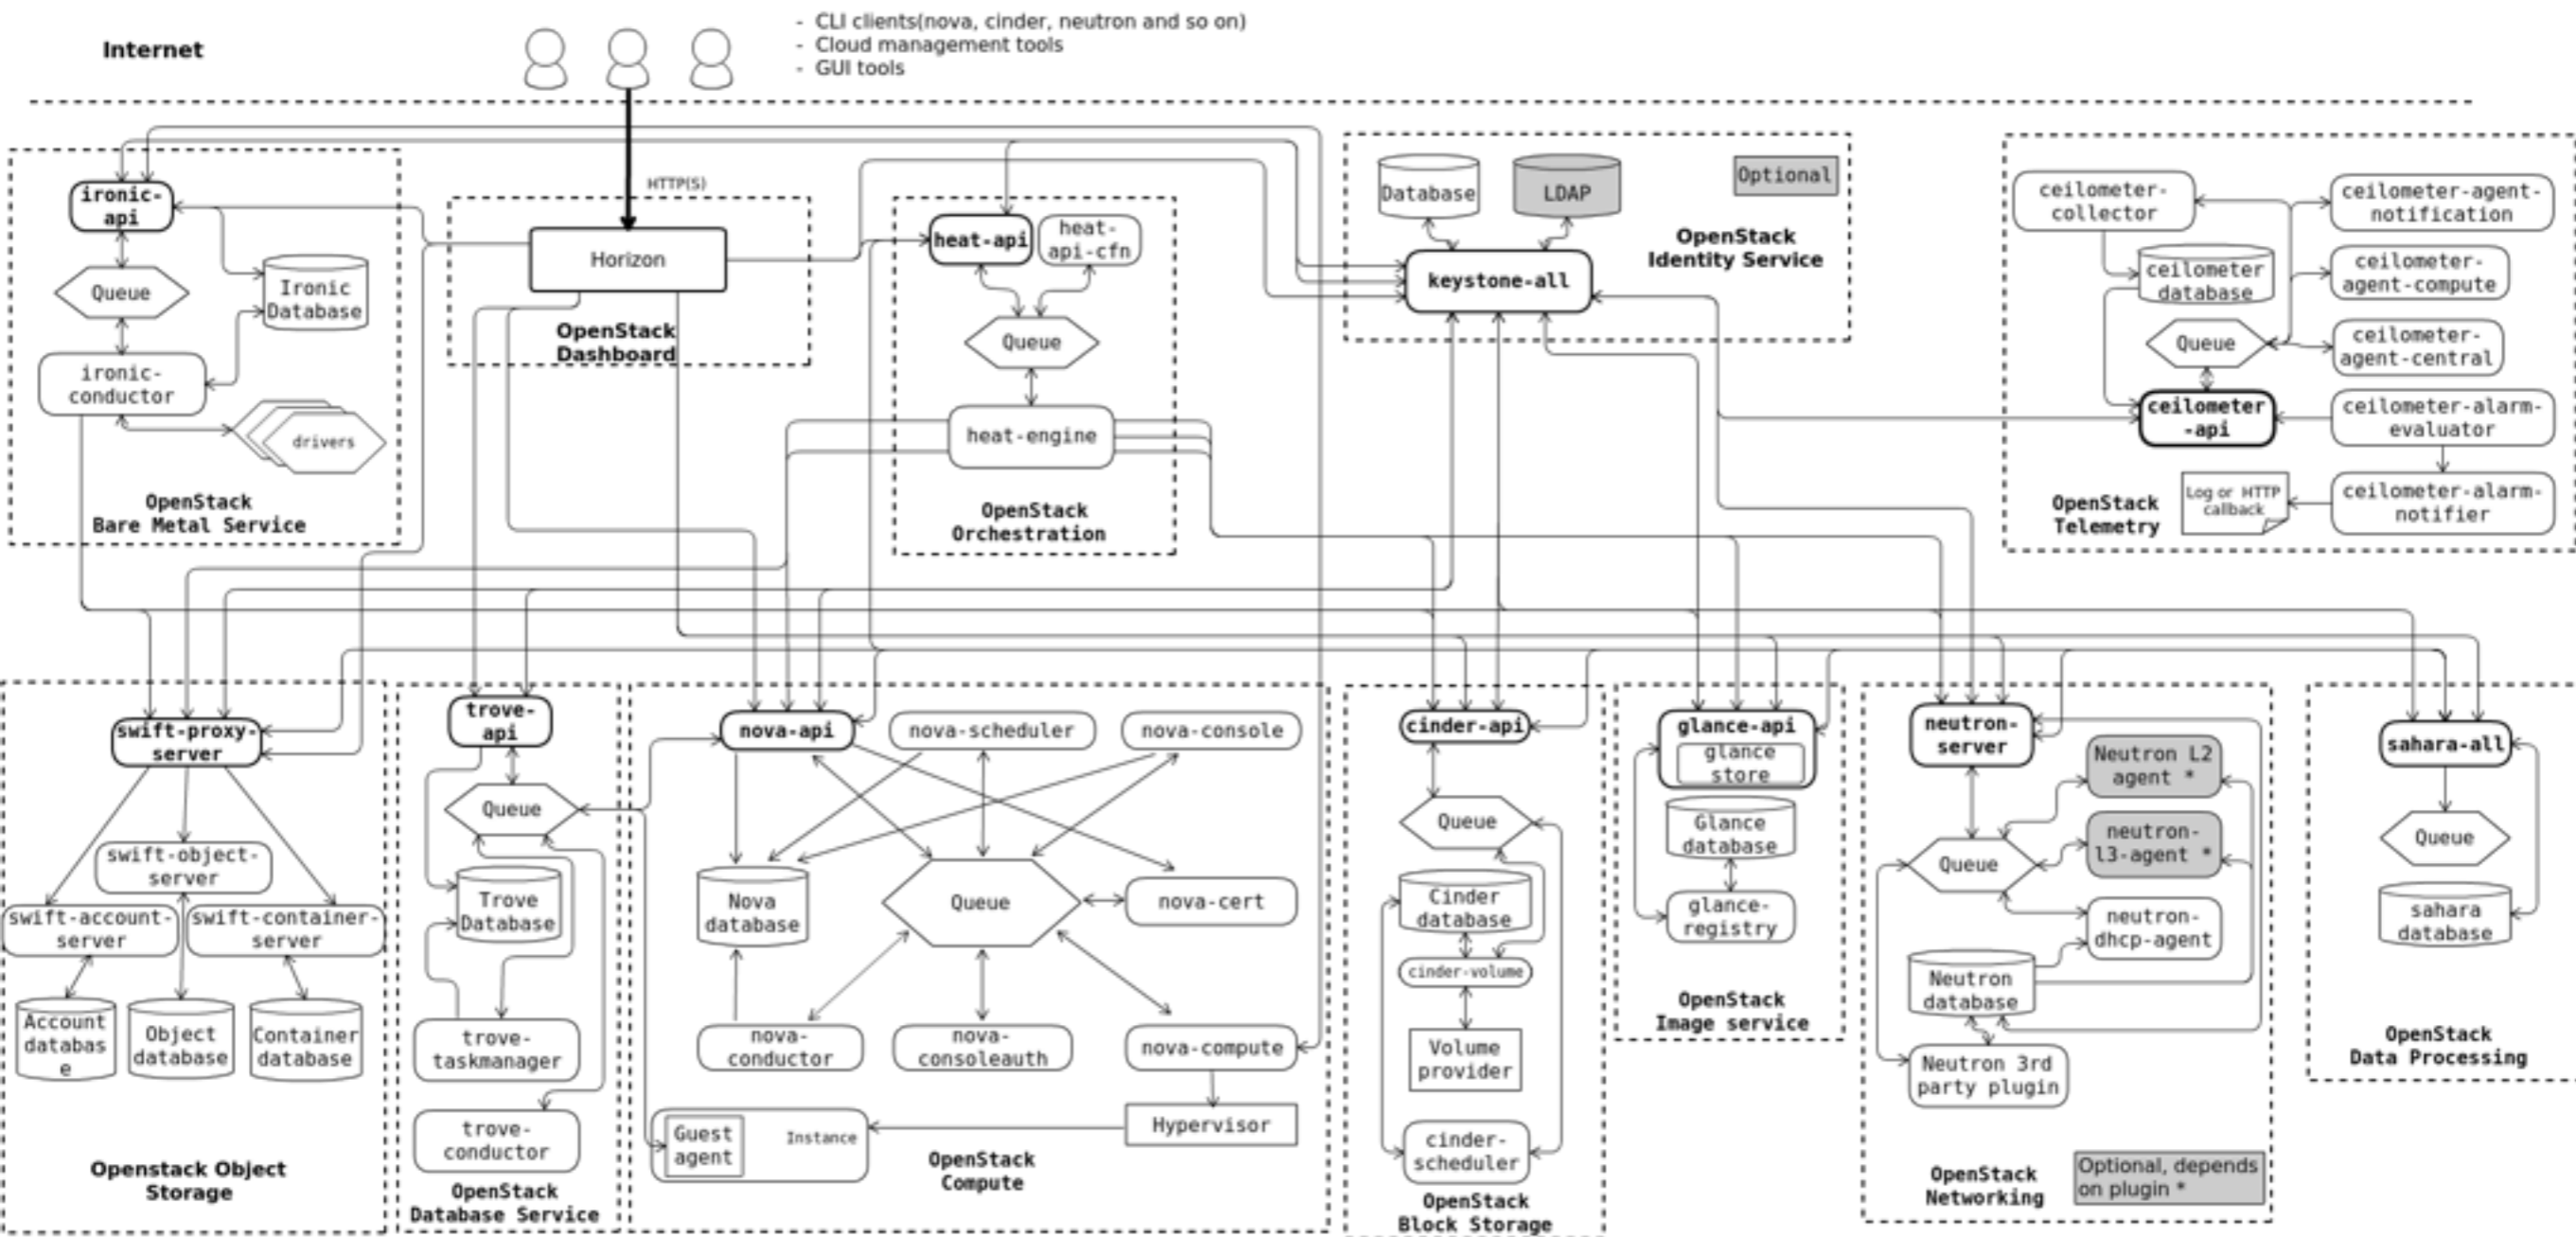 Internet
- CLI clients(nova, cinder, neutron and so on)
- Cloud management tools
- GUI tools
HTTP(S)
ironic-
api
Queue
Ironic
Database
ironic-
conductor
drivers
OpenStack
Bare Metal Service
Horizon
OpenStack
Dashboard
heat-api
heat-
api-cfn
Queue
heat-engine
OpenStack
Orchestration
Database
LDAP
Optional
OpenStack
Identity Service
keystone-all
ceilometer-
collector
ceilometer-agent-
notification
ceilometer
database
ceilometer-
agent-compute
Queue
ceilometer-
agent-central
ceilometer
-api
ceilometer-alarm-
evaluator
Log or HTTP
callback
ceilometer-alarm-
notifier
OpenStack
Telemetry
swift-proxy-
server
swift-object-
server
swift-account-
server
swift-container-
server
Account
databas
e
Object
database
Container
database
Openstack Object
Storage
trove-
api
Queue
Trove
Database
trove-
taskmanager
trove-
conductor
OpenStack
Database Service
nova-api
nova-scheduler
nova-console
Nova
database
Queue
nova-cert
nova-
conductor
nova-
consoleauth
nova-compute
Guest
agent
Instance
Hypervisor
OpenStack
Compute
cinder-api
Queue
Cinder
database
cinder-volume
Volume
provider
cinder-
scheduler
OpenStack
Block Storage
glance-api
glance
store
Glance
database
glance-
registry
OpenStack
Image service
neutron-
server
Neutron L2
agent *
neutron-
l3-agent *
Queue
neutron-
dhcp-agent
Neutron
database
Neutron 3rd
party plugin
OpenStack
Networking
Optional, depends
on plugin *
sahara-all
Queue
sahara
database
OpenStack
Data Processing